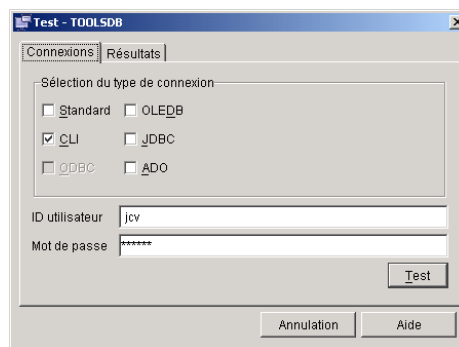 Test - TOOLSDB
Connexions Résultats
Sélection du type de connexion
Standard OLEDB
CLI JDBC
ODBC ADO
ID utilisateur jcv
Mot de passe ******
Test
Annulation Aide